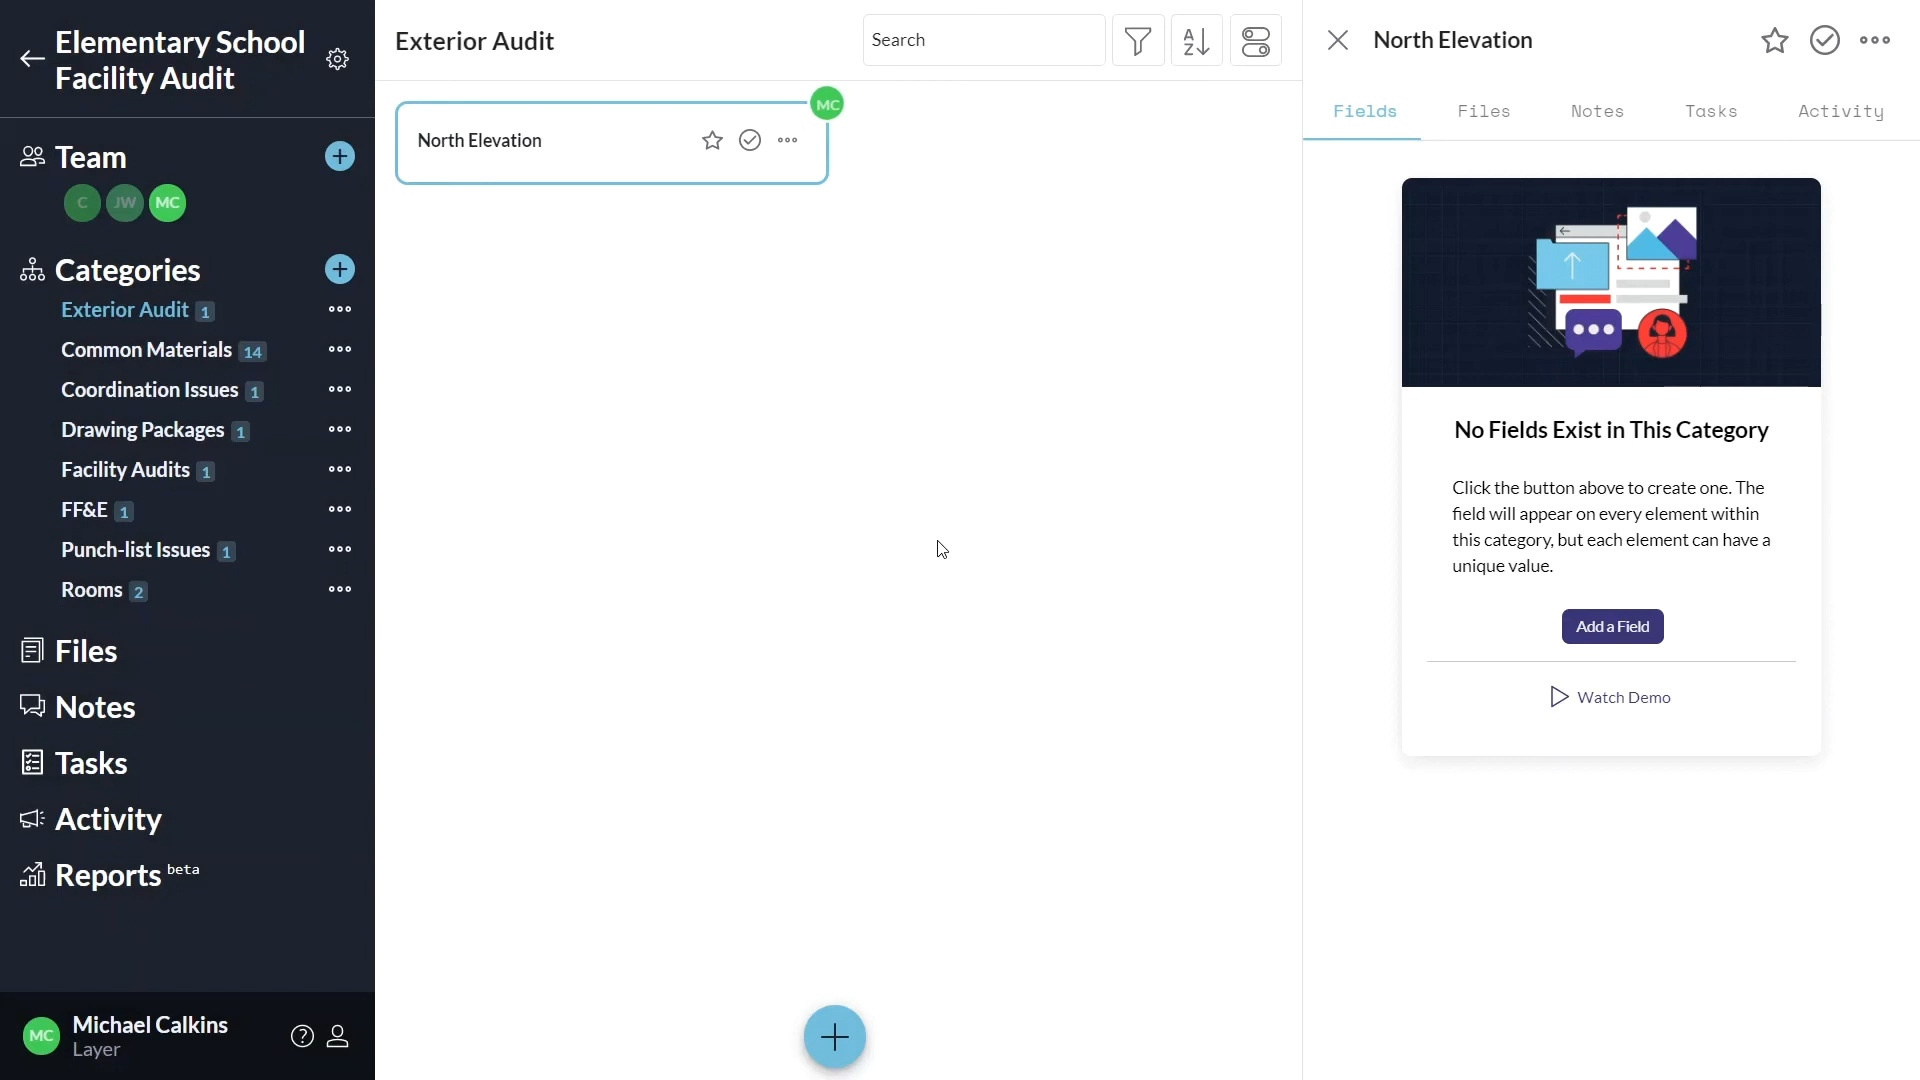 Elementary School
Facility Audit
Team
C JW MC
Categories
Exterior Audit 1
Common Materials 14
Coordination Issues 1
Drawing Packages 1
Facility Audits 1
FF&E 1
Punch-list Issues 1
Rooms 2
Files
Notes
Tasks
Activity
Reports beta
MC Michael Calkins
Layer
Exterior Audit
Search
MC
North Elevation
North Elevation
Fields Files Notes Tasks Activity
No Fields Exist in This Category
Click the button above to create one. The
field will appear on every element within
this category, but each element can have a
unique value.
Add a Field
Watch Demo